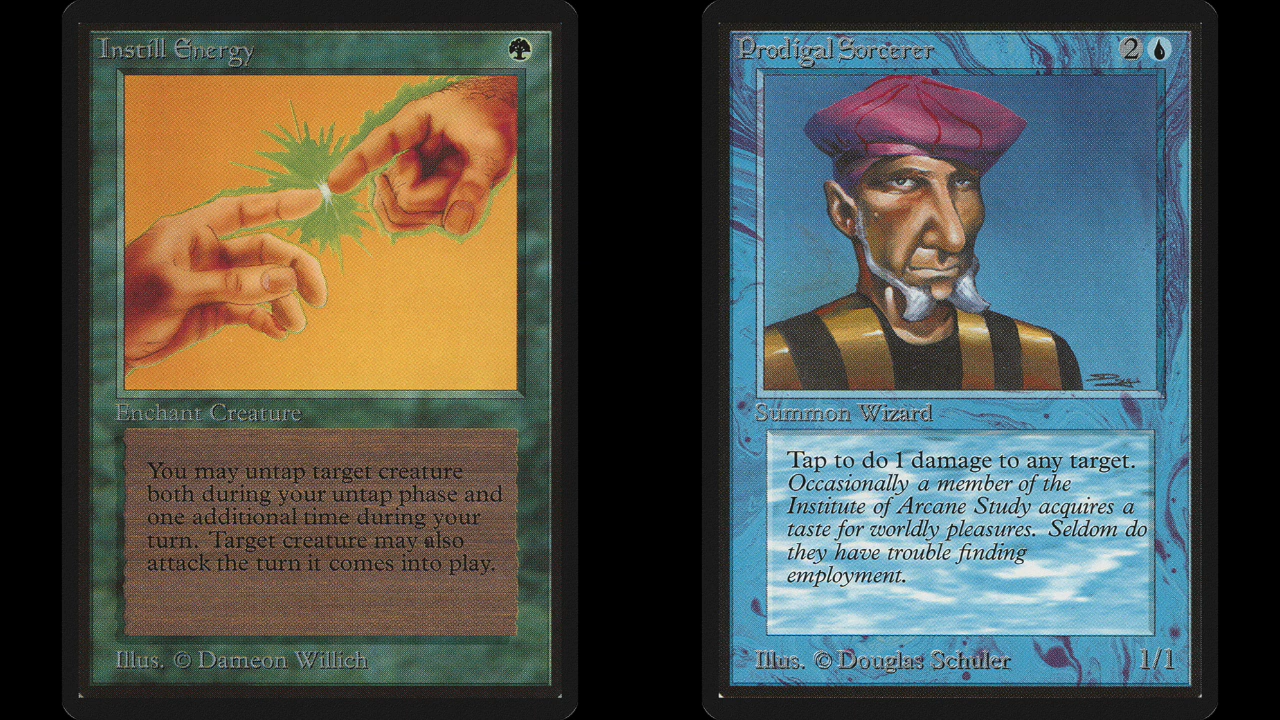 Instill Energy
Enchant Creature
You may untap target creature
both during your untap phase and
one additional time during your
turn. Target creature may also
attack the turn it comes into play.
Illus. © Dameon Willich
Prodigal Sorcerer
2
Summon Wizard
Tap to do 1 damage to any target.
Occasionally a member of the
Institute of Arcane Study acquires a
taste for worldly pleasures. Seldom do
they have trouble finding
employment.
Illus. © Douglas Schuler
1/1